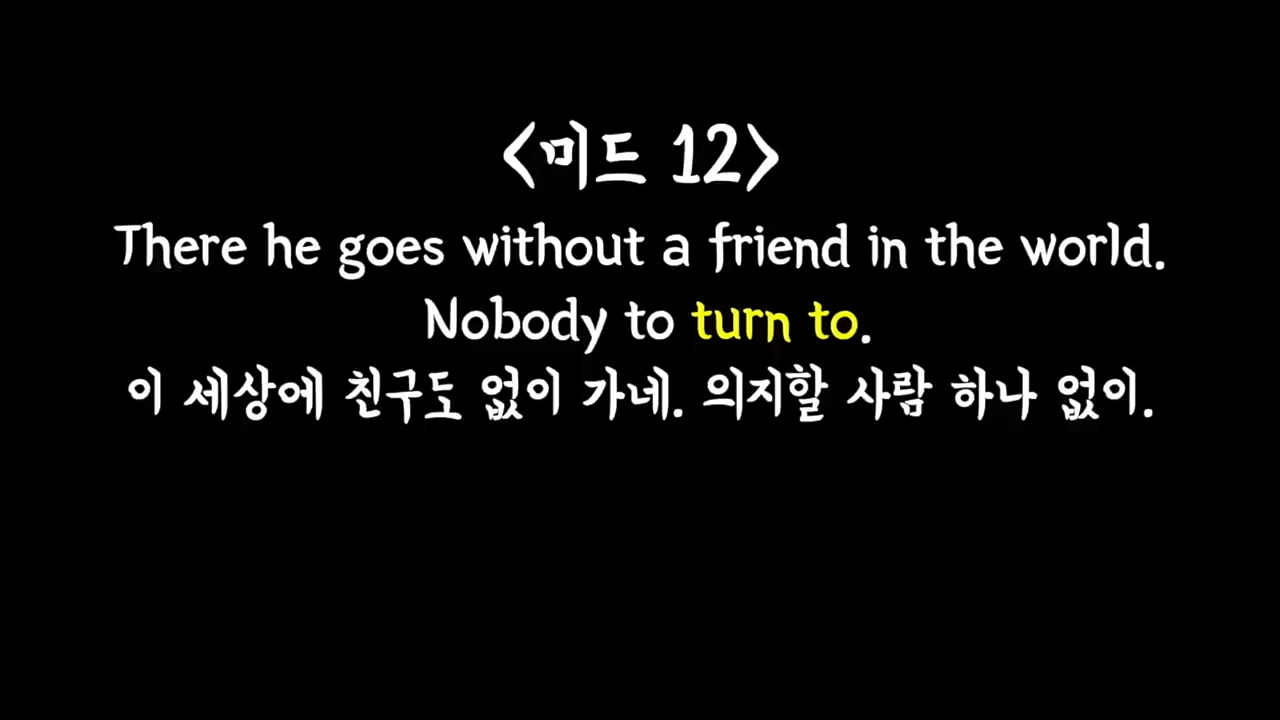 <미드 12>
There he goes without a friend in the world.
Nobody to turn to.
이 세상에 친구도 없이 가네. 의지할 사람 하나 없이.